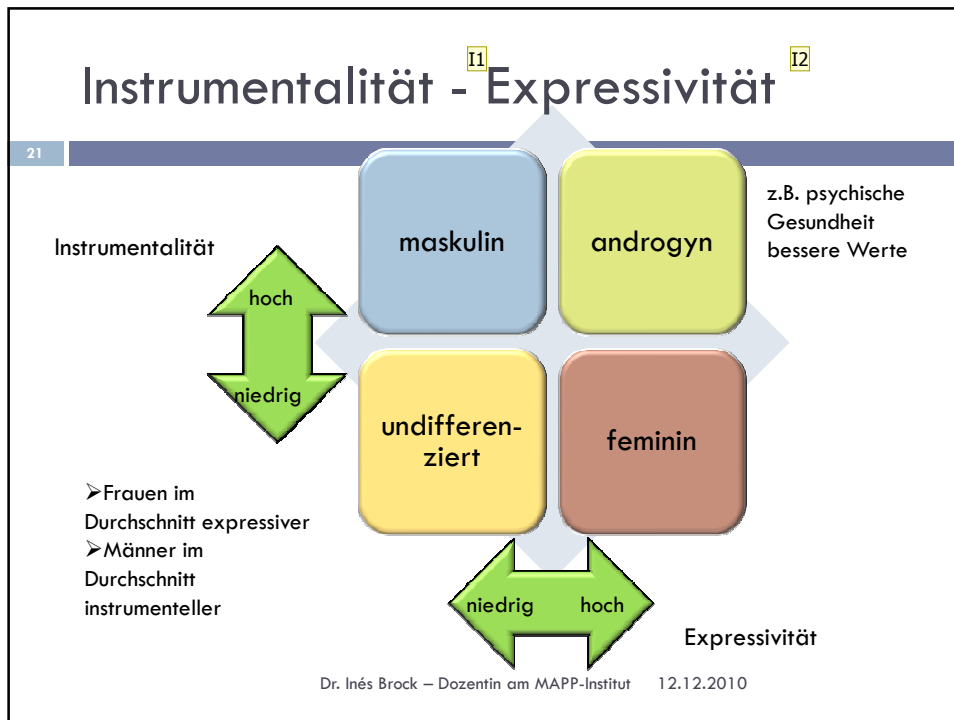 I1 I2
Instrumentalität - Expressivität
21
z.B. psychische
Gesundheit
bessere Werte
Instrumentalität
maskulin
androgyn
hoch
niedrig
undifferen-
ziert
feminin
➢Frauen im
Durchschnitt expressiver
➢Männer im
Durchschnitt
instrumenteller
niedrig hoch
Expressivität
Dr. Inés Brock – Dozentin am MAPP-Institut 12.12.2010